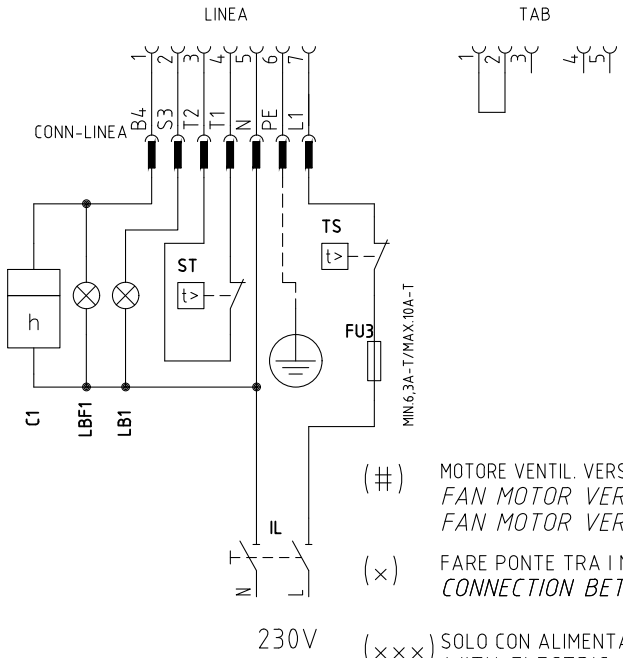 LINEA
TAB
1 2 3 4 5 6 7
1 2 3 4 5
CONN-LINEA
B4 S3 T2 T1 N PE L1
TS
t>
ST
t>
h
FU3
MIN.6,3A-T/MAX.10A-T
C1
LBF1
LB1
(#) MOTORE VENTIL. VERS
FAN MOTOR VER
FAN MOTOR VER
IL
(×) FARE PONTE TRA I
CONNECTION BET
N
L
230V
(×××) SOLO CON ALIMENTA